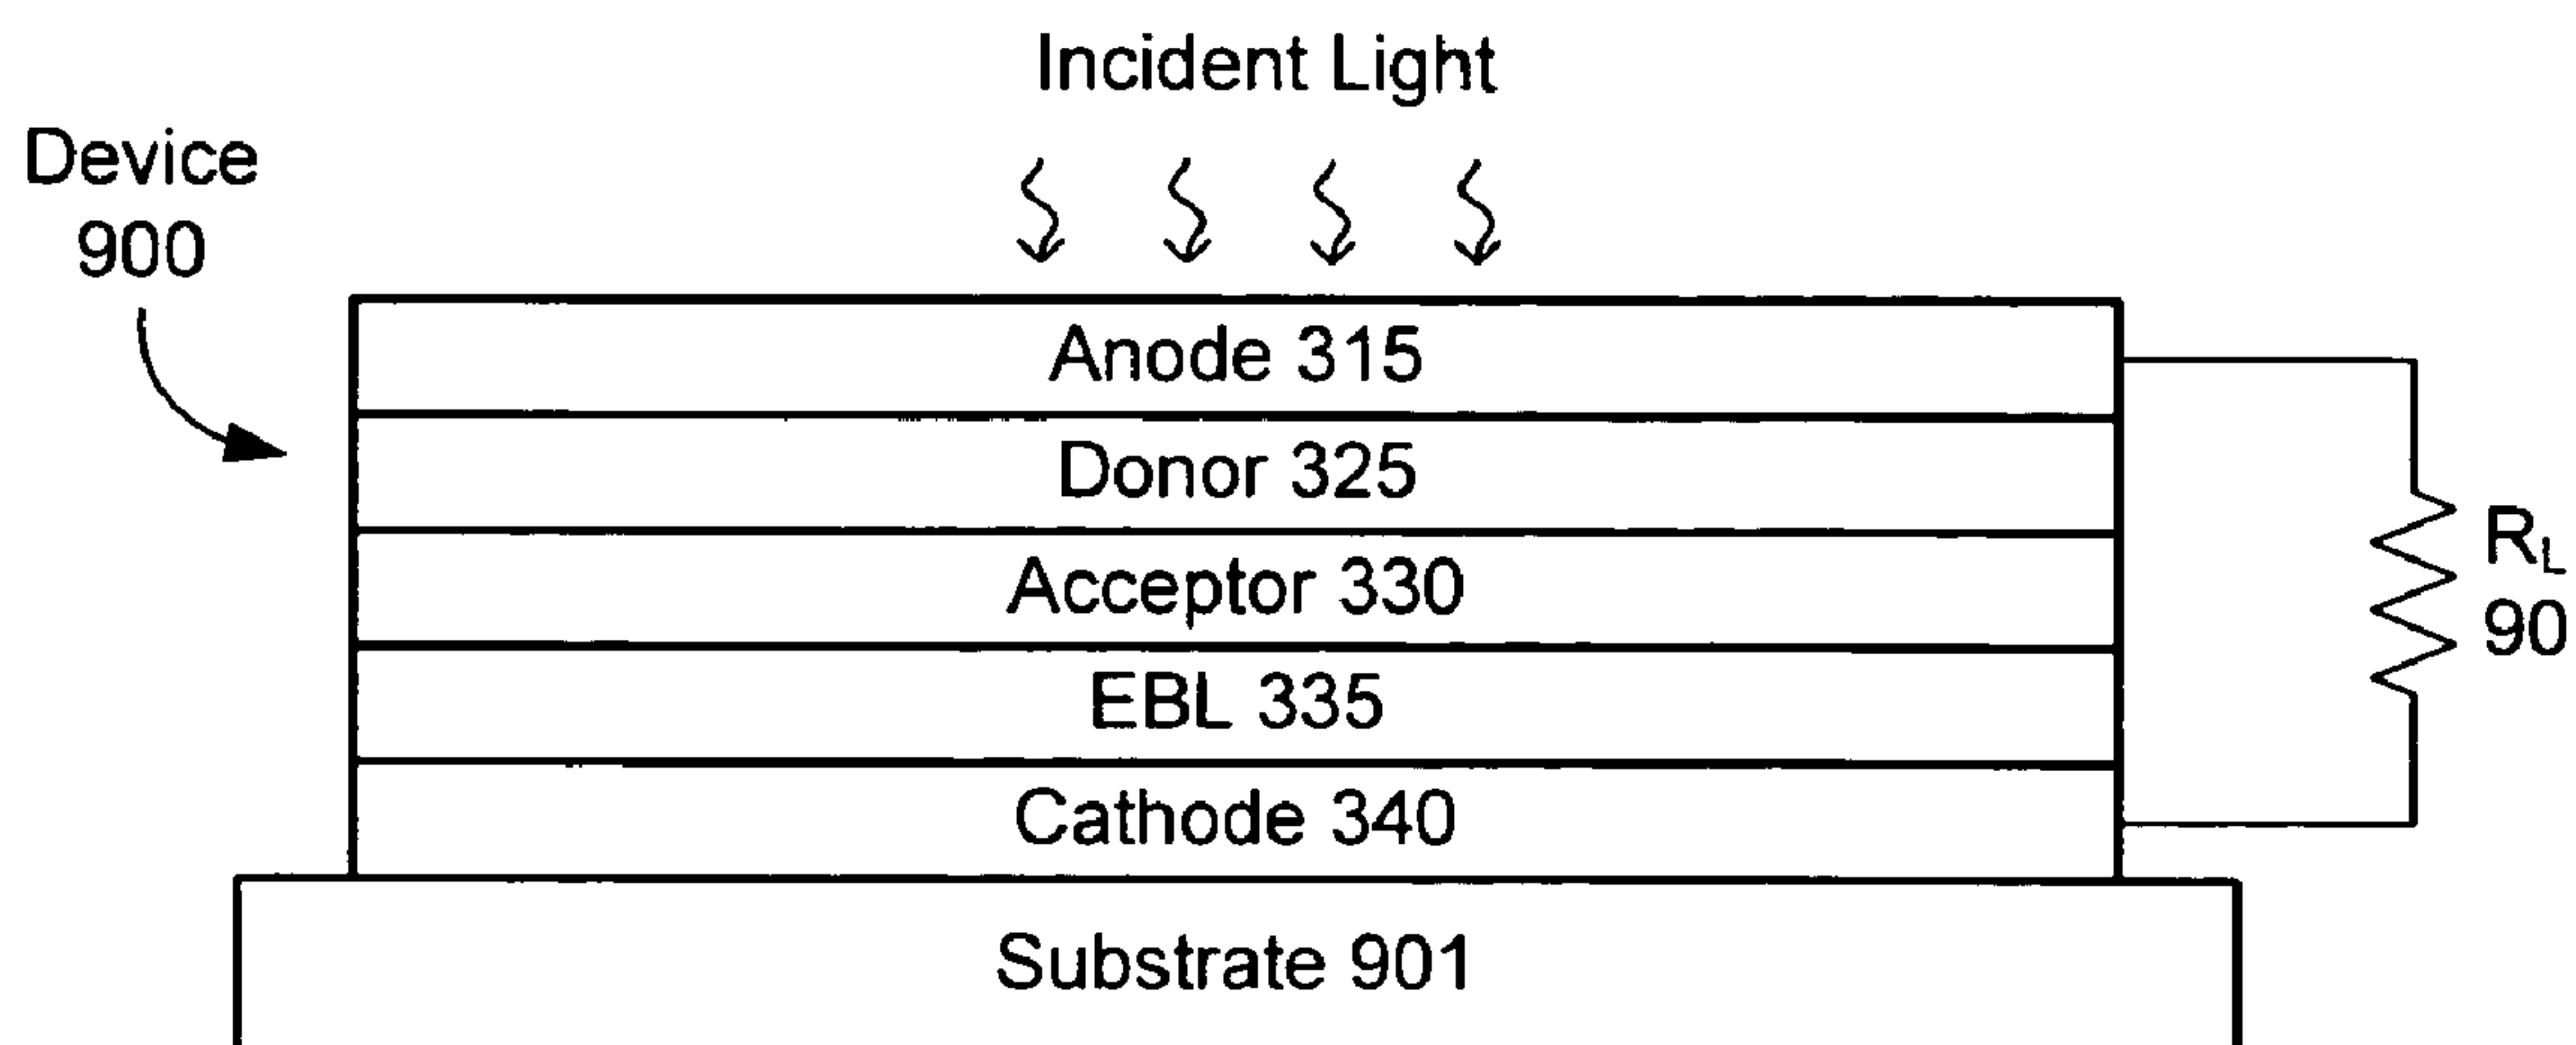 Incident Light
Device
900
Anode 315
Donor 325
Acceptor 330
EBL 335
Cathode 340
Substrate 901
RL
90